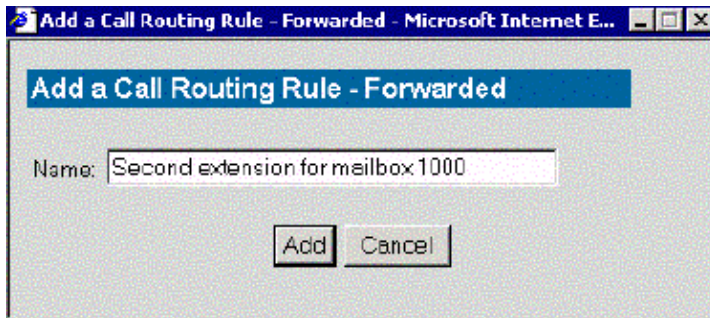 Add a Call Routing Rule - Forwarded - Microsoft Internet E...
Add a Call Routing Rule - Forwarded
Name: Second extension for mailbox 1000
Add Cancel